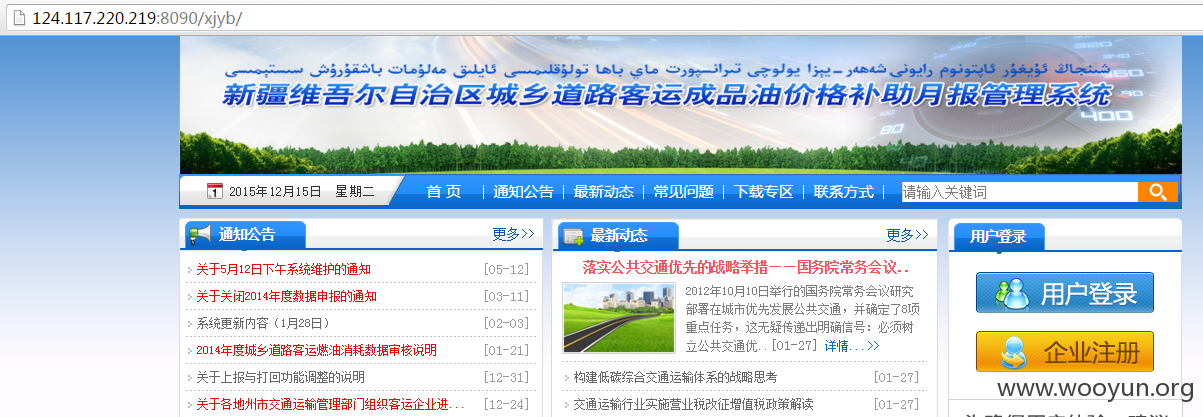 124.117.220.219:8090/xjyb/
新疆维吾尔自治区城乡道路客运成品油价格补助月报管理系统
2015年12月15日 星期二
首 页 通知公告 最新动态 常见问题 下载专区 联系方式 请输入关键词
通知公告 更多>>
关于5月12日下午系统维护的通知 [05-12]
关于关闭2014年度数据申报的通知 [03-11]
系统更新内容（1月28日） [02-03]
2014年度城乡道路客运燃油消耗数据审核说明 [01-21]
关于上报与打回功能调整的说明 [12-31]
关于各地州市交通运输管理部门组织客运企业进... [12-24]
最新动态 更多>>
落实公共交通优先的战略举措——国务院常务会议..
2012年10月10日举行的国务院常务会议研究
部署在城市优先发展公共交通，并确定了8项
重点任务，这无疑传递出明确信号：必须树
立公共交通优..[01-27] 详情...>>
构建低碳综合交通运输体系的战略思考 [01-27]
交通运输行业实施营业税改征增值税政策解读 [01-27]
用户登录
用户登录
企业注册
www.wooyun.org